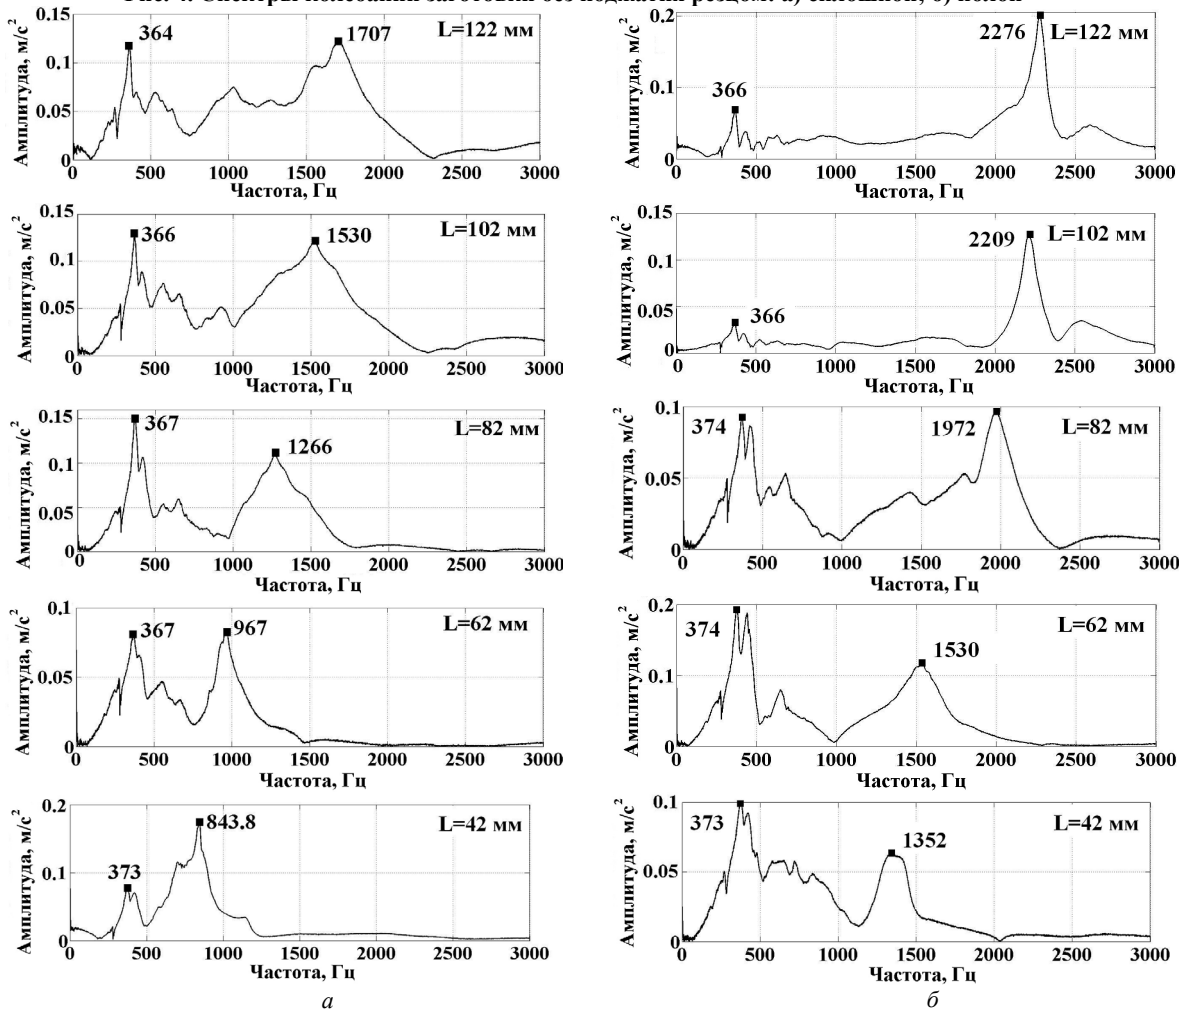 Рис. 4. Спектры колебаний заготовки без поджатия резцом: а) сплошной; б) полой
Амплитуда, м/с²
0.15
0.1
0.05
0
364
1707
L=122 мм
0 500 1000 1500 2000 2500 3000
Частота, Гц
Амплитуда, м/с²
0.2
0.1
0
366
2276
L=122 мм
0 500 1000 1500 2000 2500 3000
Частота, Гц
Амплитуда, м/с²
0.15
0.1
0.05
0
366
1530
L=102 мм
0 500 1000 1500 2000 2500 3000
Частота, Гц
Амплитуда, м/с²
0.15
0.1
0.05
0
366
2209
L=102 мм
0 500 1000 1500 2000 2500 3000
Частота, Гц
Амплитуда, м/с²
0.15
0.1
0.05
0
367
1266
L=82 мм
0 500 1000 1500 2000 2500 3000
Частота, Гц
Амплитуда, м/с²
0.1
0.05
0
374
1972
L=82 мм
0 500 1000 1500 2000 2500 3000
Частота, Гц
Амплитуда, м/с²
0.1
0.05
0
367
967
L=62 мм
0 500 1000 1500 2000 2500 3000
Частота, Гц
Амплитуда, м/с²
0.2
0.1
0
374
1530
L=62 мм
0 500 1000 1500 2000 2500 3000
Частота, Гц
Амплитуда, м/с²
0.2
0.1
0
373
843.8
L=42 мм
0 500 1000 1500 2000 2500 3000
Частота, Гц
Амплитуда, м/с²
0.1
0.05
0
373
1352
L=42 мм
0 500 1000 1500 2000 2500 3000
Частота, Гц
а
б